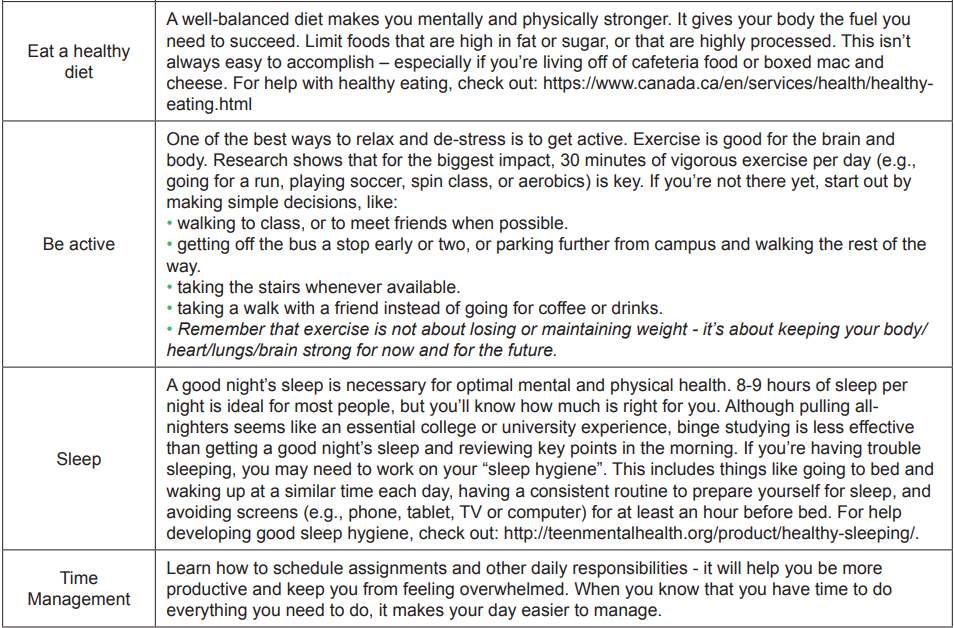 Eat a healthy
diet
A well-balanced diet makes you mentally and physically stronger. It gives your body the fuel you
need to succeed. Limit foods that are high in fat or sugar, or that are highly processed. This isn’t
always easy to accomplish – especially if you’re living off of cafeteria food or boxed mac and
cheese. For help with healthy eating, check out: https://www.canada.ca/en/services/health/healthy-
eating.html
Be active
One of the best ways to relax and de-stress is to get active. Exercise is good for the brain and
body. Research shows that for the biggest impact, 30 minutes of vigorous exercise per day (e.g.,
going for a run, playing soccer, spin class, or aerobics) is key. If you’re not there yet, start out by
making simple decisions, like:
• walking to class, or to meet friends when possible.
• getting off the bus a stop early or two, or parking further from campus and walking the rest of the
way.
• taking the stairs whenever available.
• taking a walk with a friend instead of going for coffee or drinks.
• Remember that exercise is not about losing or maintaining weight - it’s about keeping your body/
heart/lungs/brain strong for now and for the future.
Sleep
A good night’s sleep is necessary for optimal mental and physical health. 8-9 hours of sleep per
night is ideal for most people, but you’ll know how much is right for you. Although pulling all-
nighters seems like an essential college or university experience, binge studying is less effective
than getting a good night’s sleep and reviewing key points in the morning. If you’re having trouble
sleeping, you may need to work on your “sleep hygiene”. This includes things like going to bed and
waking up at a similar time each day, having a consistent routine to prepare yourself for sleep, and
avoiding screens (e.g., phone, tablet, TV or computer) for at least an hour before bed. For help
developing good sleep hygiene, check out: http://teenmentalhealth.org/product/healthy-sleeping/.
Time
Management
Learn how to schedule assignments and other daily responsibilities - it will help you be more
productive and keep you from feeling overwhelmed. When you know that you have time to do
everything you need to do, it makes your day easier to manage.